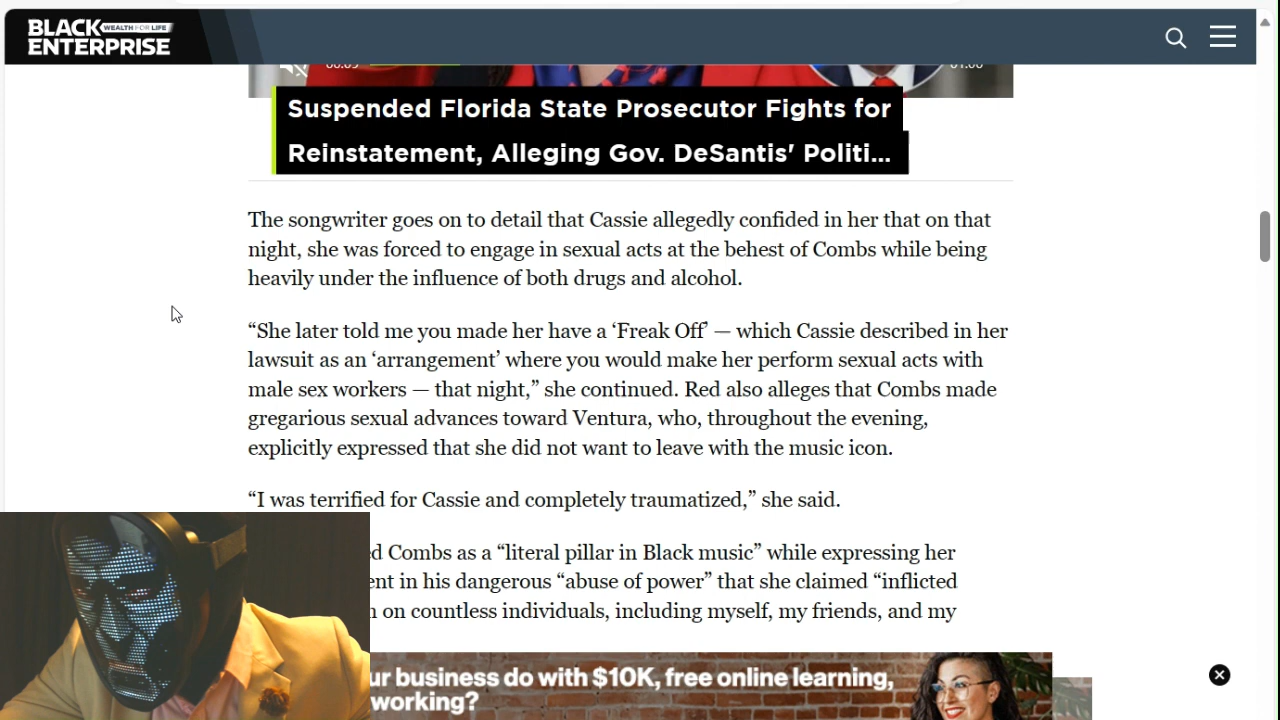 BLACK WEALTH FOR LIFE
ENTERPRISE
Suspended Florida State Prosecutor Fights for
Reinstatement, Alleging Gov. DeSantis' Politi...
The songwriter goes on to detail that Cassie allegedly confided in her that on that
night, she was forced to engage in sexual acts at the behest of Combs while being
heavily under the influence of both drugs and alcohol.
“She later told me you made her have a ‘Freak Off’ — which Cassie described in her
lawsuit as an ‘arrangement’ where you would make her perform sexual acts with
male sex workers — that night,” she continued. Red also alleges that Combs made
gregarious sexual advances toward Ventura, who, throughout the evening,
explicitly expressed that she did not want to leave with the music icon.
“I was terrified for Cassie and completely traumatized,” she said.
ed Combs as a “literal pillar in Black music” while expressing her
ent in his dangerous “abuse of power” that she claimed “inflicted
on countless individuals, including myself, my friends, and my
ur business do with $10K, free online learning,
working?